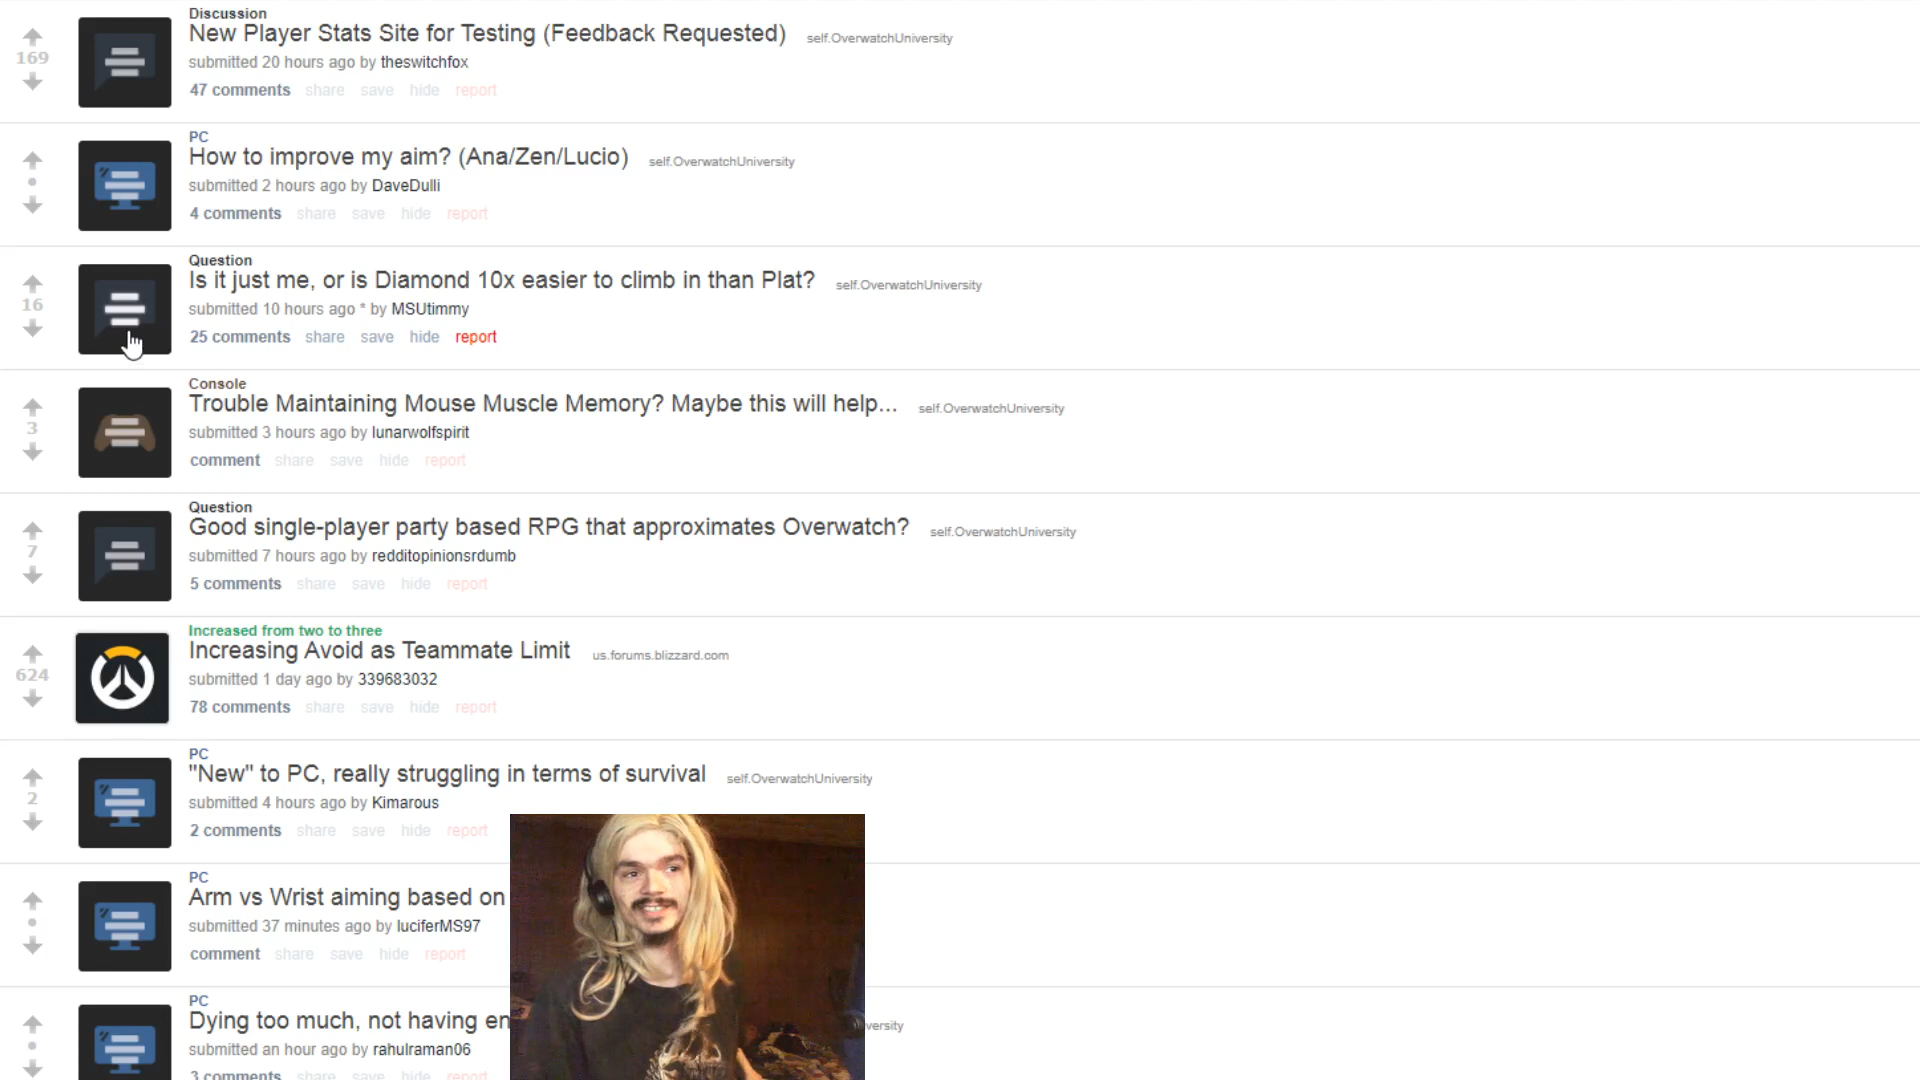 Discussion
New Player Stats Site for Testing (Feedback Requested) self.OverwatchUniversity
169
submitted 20 hours ago by theswitchfox
47 comments share save hide report
PC
How to improve my aim? (Ana/Zen/Lucio) self.OverwatchUniversity
•
submitted 2 hours ago by DaveDulli
4 comments share save hide report
Question
Is it just me, or is Diamond 10x easier to climb in than Plat? self.OverwatchUniversity
16
submitted 10 hours ago * by MSUtimmy
25 comments share save hide report
Console
Trouble Maintaining Mouse Muscle Memory? Maybe this will help... self.OverwatchUniversity
3
submitted 3 hours ago by lunarwolfspirit
comment share save hide report
Question
Good single-player party based RPG that approximates Overwatch? self.OverwatchUniversity
7
submitted 7 hours ago by redditopinionsrdumb
5 comments share save hide report
Increased from two to three
Increasing Avoid as Teammate Limit us.forums.blizzard.com
624
submitted 1 day ago by 339683032
78 comments share save hide report
PC
"New" to PC, really struggling in terms of survival self.OverwatchUniversity
2
submitted 4 hours ago by Kimarous
2 comments share save hide report
PC
Arm vs Wrist aiming based on
•
submitted 37 minutes ago by luciferMS97
comment share save hide report
PC
Dying too much, not having en versity
•
submitted an hour ago by rahulraman06
3 comments share save hide report